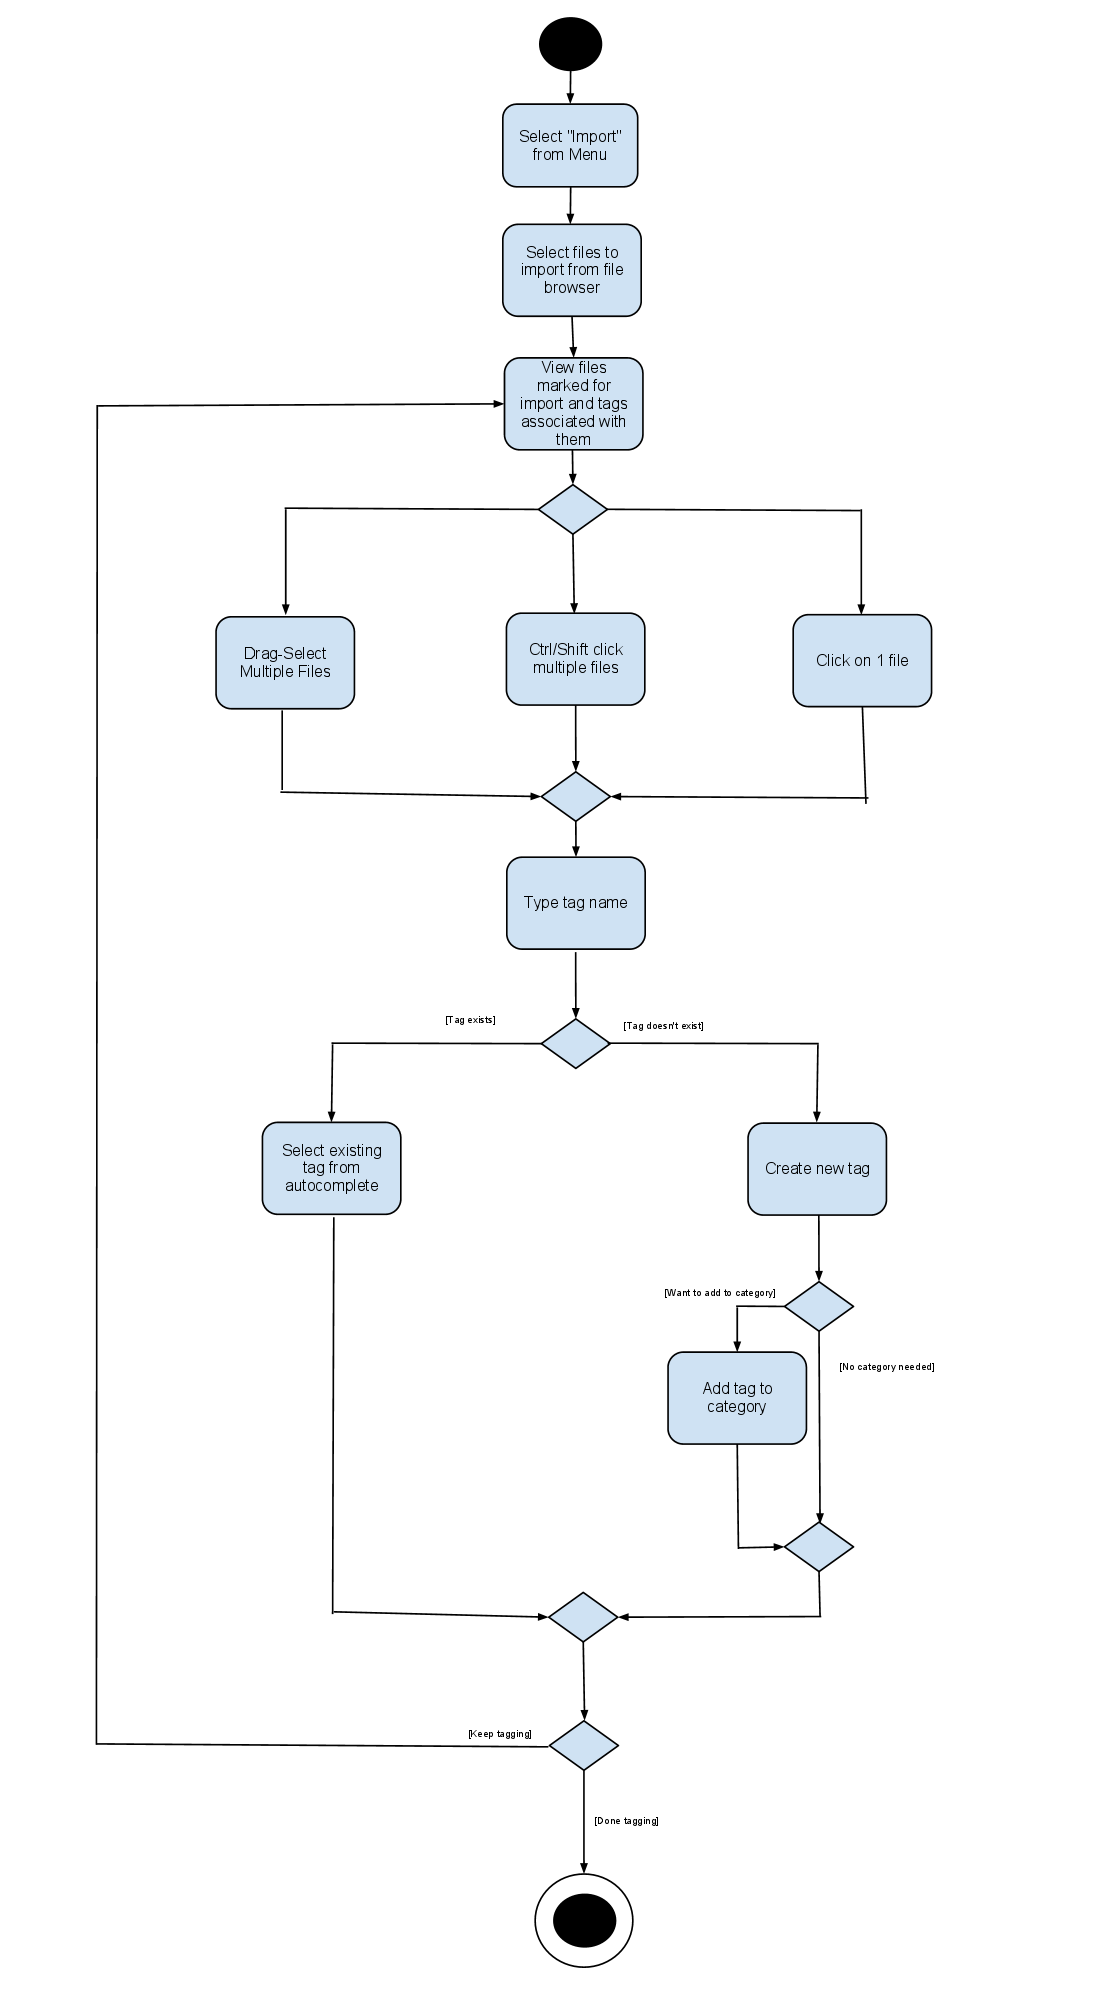 Select "Import"
from Menu
Select files to
import from file
browser
View files
marked for
import and tags
associated with
them
Drag-Select
Multiple Files
Ctrl/Shift click
multiple files
Click on 1 file
Type tag name
[Tag exists]
[Tag doesn't exist]
Select existing
tag from
autocomplete
Create new tag
[Want to add to category]
[No category needed]
Add tag to
category
[Keep tagging]
[Done tagging]